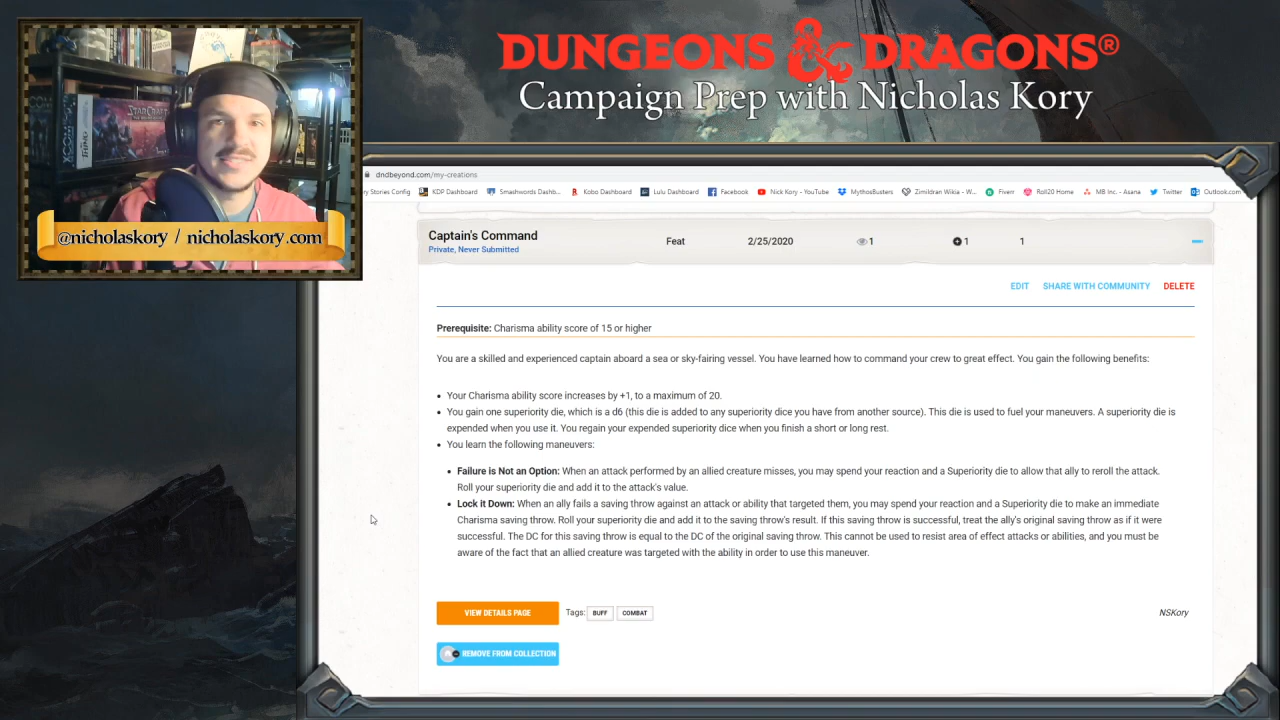 DUNGEONS & DRAGONS®
Campaign Prep with Nicholas Kory
STARCRAFT
XCOM
@nicholaskory / nicholaskory.com
dndbeyond.com/my-creations
ry Stories Config KDP Dashboard Smashwords Dashb... Kobo Dashboard Lulu Dashboard Facebook Nick Kory - YouTube MythosBusters Zimildran Wikia - W... Fiverr Roll20 Home MB Inc. - Asana Twitter Outlook.com
Captain's Command Feat 2/25/2020 1 1 1
Private, Never Submitted
EDIT SHARE WITH COMMUNITY DELETE
Prerequisite: Charisma ability score of 15 or higher
You are a skilled and experienced captain aboard a sea or sky-fairing vessel. You have learned how to command your crew to great effect. You gain the following benefits:
• Your Charisma ability score increases by +1, to a maximum of 20.
• You gain one superiority die, which is a d6 (this die is added to any superiority dice you have from another source). This die is used to fuel your maneuvers. A superiority die is
expended when you use it. You regain your expended superiority dice when you finish a short or long rest.
• You learn the following maneuvers:
• Failure is Not an Option: When an attack performed by an allied creature misses, you may spend your reaction and a Superiority die to allow that ally to reroll the attack.
Roll your superiority die and add it to the attack's value.
• Lock it Down: When an ally fails a saving throw against an attack or ability that targeted them, you may spend your reaction and a Superiority die to make an immediate
Charisma saving throw. Roll your superiority die and add it to the saving throw's result. If this saving throw is successful, treat the ally's original saving throw as if it were
successful. The DC for this saving throw is equal to the DC of the original saving throw. This cannot be used to resist area of effect attacks or abilities, and you must be
aware of the fact that an allied creature was targeted with the ability in order to use this maneuver.
VIEW DETAILS PAGE Tags: BUFF COMBAT NSKory
REMOVE FROM COLLECTION